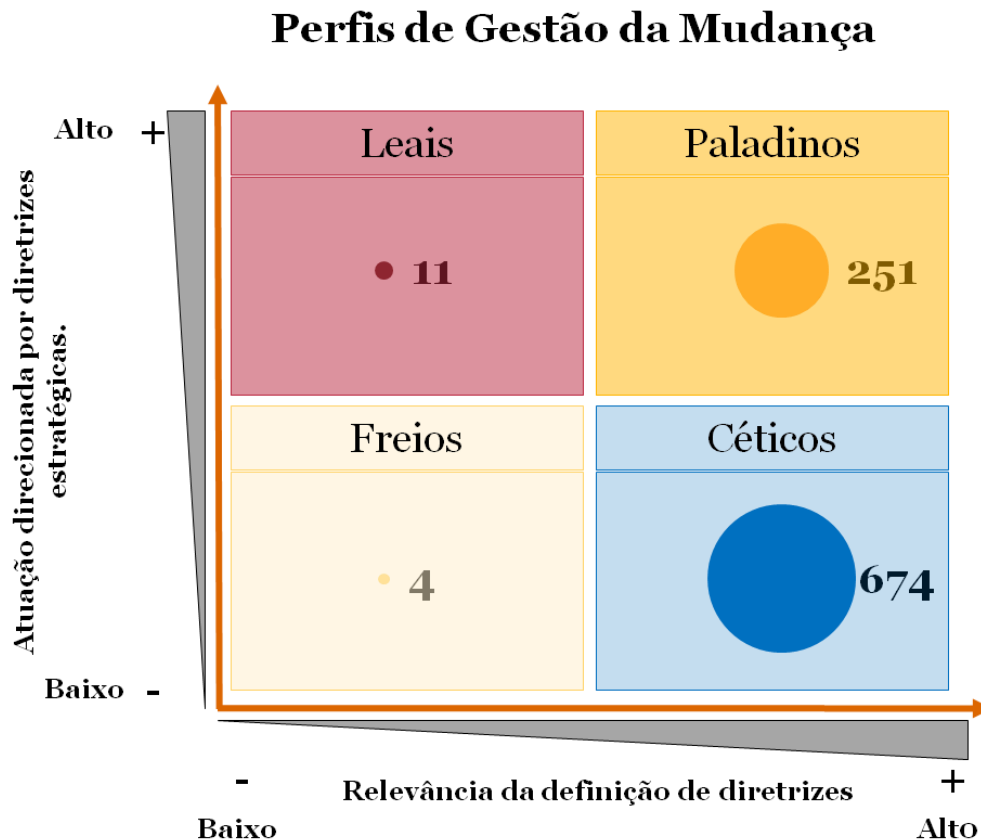 Perfis de Gestão da Mudança
Alto +
Leais
Paladinos
11
251
Atuação direcionada por diretrizes
estratégicas.
Freios
Céticos
4
674
Baixo -
- Relevância da definição de diretrizes +
Baixo
Alto